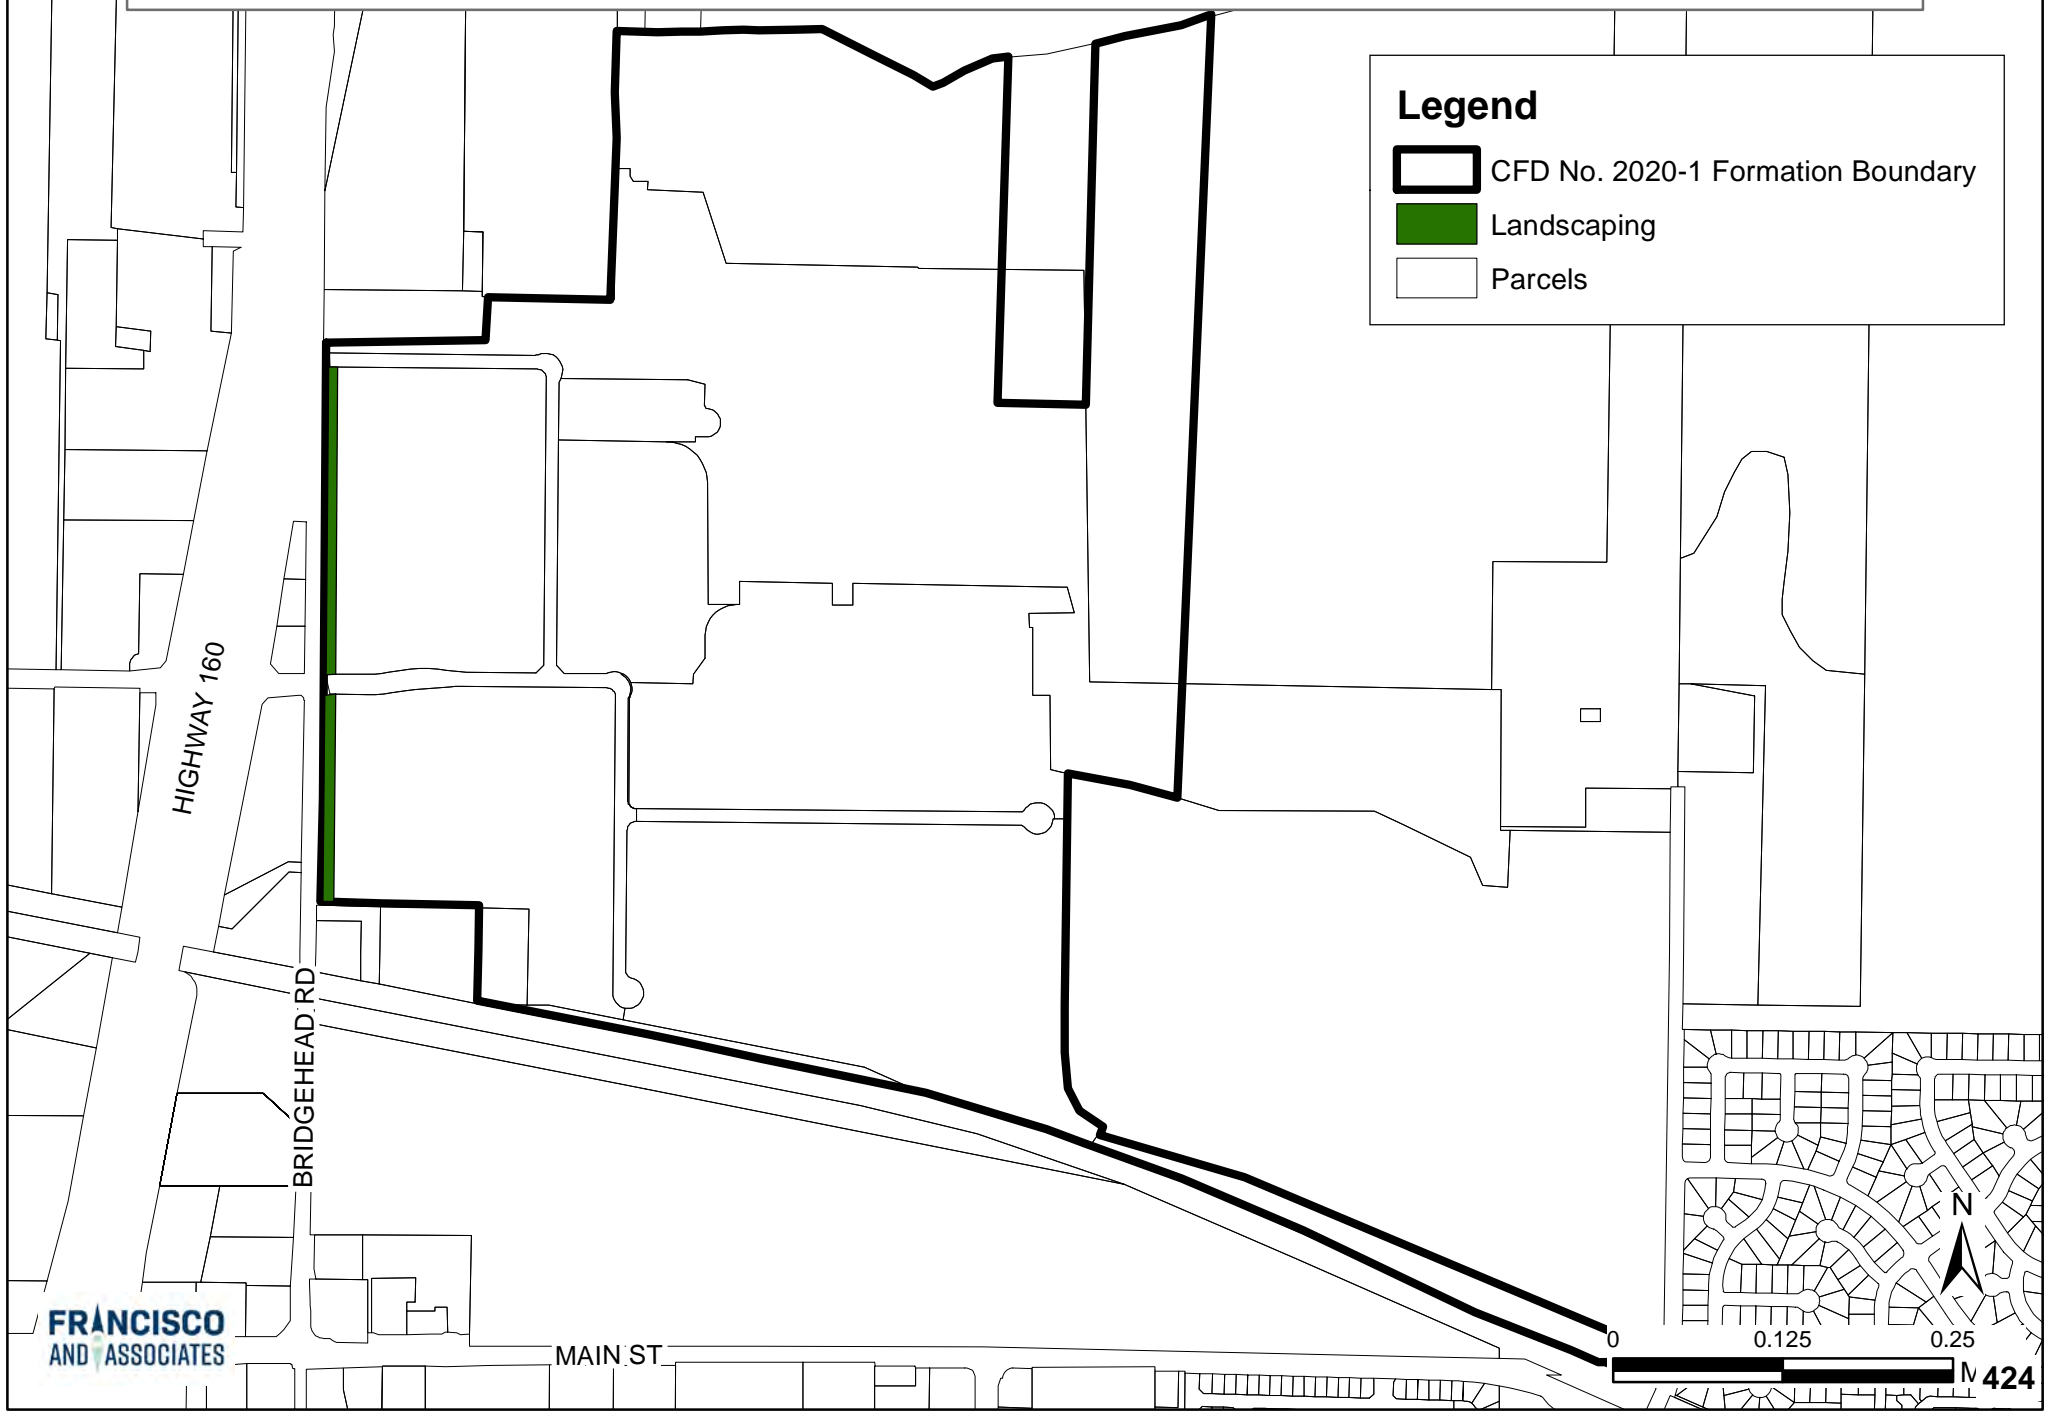 Legend
CFD No. 2020-1 Formation Boundary
Landscaping
Parcels
HIGHWAY 160
BRIDGEHEAD RD
MAIN ST
FRANCISCO
AND ASSOCIATES
N
0 0.125 0.25
M
424